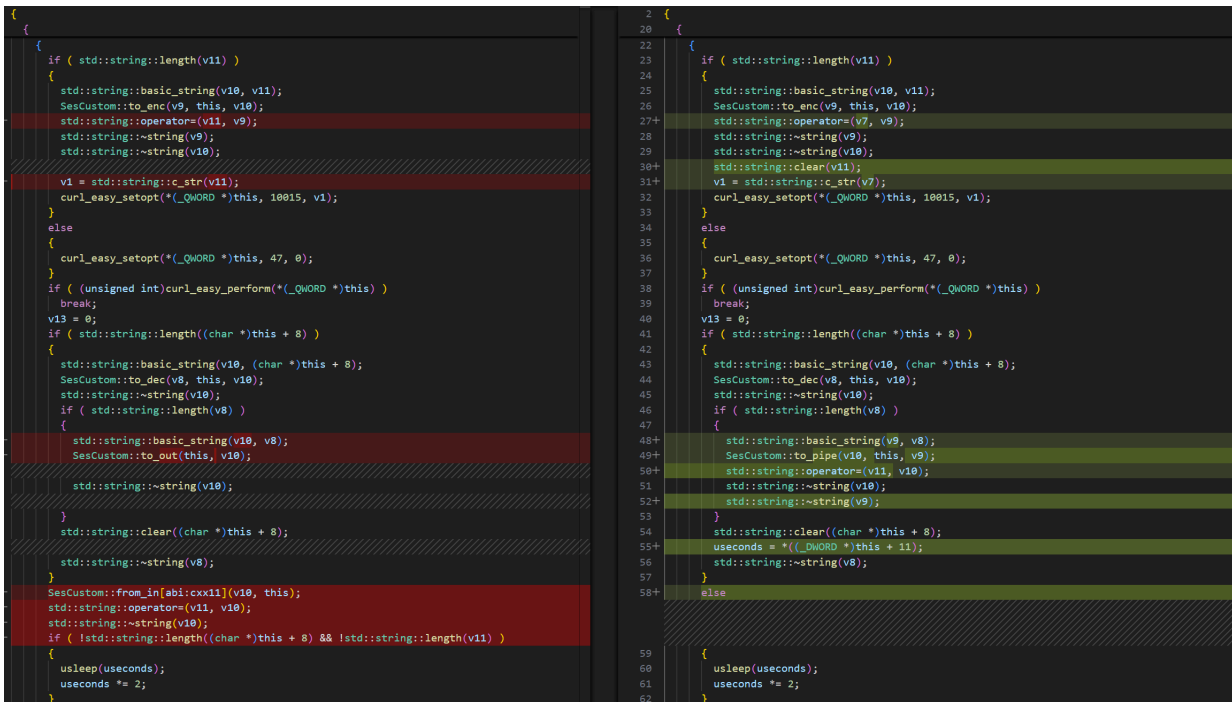 {
{
{
if ( std::string::length(v11) )
{
std::string::basic_string(v10, v11);
SesCustom::to_enc(v9, this, v10);
std::string::operator=(v11, v9);
std::string::~string(v9);
std::string::~string(v10);
v1 = std::string::c_str(v11);
curl_easy_setopt(*(_QWORD *)this, 10015, v1);
}
else
{
curl_easy_setopt(*(_QWORD *)this, 47, 0);
}
if ( (unsigned int)curl_easy_perform(*(_QWORD *)this) )
break;
v13 = 0;
if ( std::string::length((char *)this + 8) )
{
std::string::basic_string(v10, (char *)this + 8);
SesCustom::to_dec(v8, this, v10);
std::string::~string(v10);
if ( std::string::length(v8) )
{
std::string::basic_string(v10, v8);
SesCustom::to_out(this, v10);
std::string::~string(v10);
}
std::string::clear((char *)this + 8);
std::string::~string(v8);
}
SesCustom::from_in[abi:cxx11](v10, this);
std::string::operator=(v11, v10);
std::string::~string(v10);
if ( !std::string::length((char *)this + 8) && !std::string::length(v11) )
{
usleep(useconds);
useconds *= 2;
}
2 {
20 {
22 {
23 if ( std::string::length(v11) )
24 {
25 std::string::basic_string(v10, v11);
26 SesCustom::to_enc(v9, this, v10);
27+ std::string::operator=(v7, v9);
28 std::string::~string(v9);
29 std::string::~string(v10);
30+ std::string::clear(v11);
31+ v1 = std::string::c_str(v7);
32 curl_easy_setopt(*(_QWORD *)this, 10015, v1);
33 }
34 else
35 {
36 curl_easy_setopt(*(_QWORD *)this, 47, 0);
37 }
38 if ( (unsigned int)curl_easy_perform(*(_QWORD *)this) )
39 break;
40 v13 = 0;
41 if ( std::string::length((char *)this + 8) )
42 {
43 std::string::basic_string(v10, (char *)this + 8);
44 SesCustom::to_dec(v8, this, v10);
45 std::string::~string(v10);
46 if ( std::string::length(v8) )
47 {
48+ std::string::basic_string(v9, v8);
49+ SesCustom::to_pipe(v10, this, v9);
50+ std::string::operator=(v11, v10);
51 std::string::~string(v10);
52+ std::string::~string(v9);
53 }
54 std::string::clear((char *)this + 8);
55+ useconds = *((_DWORD *)this + 11);
56 std::string::~string(v8);
57 }
58+ else
59 {
60 usleep(useconds);
61 useconds *= 2;
62 }